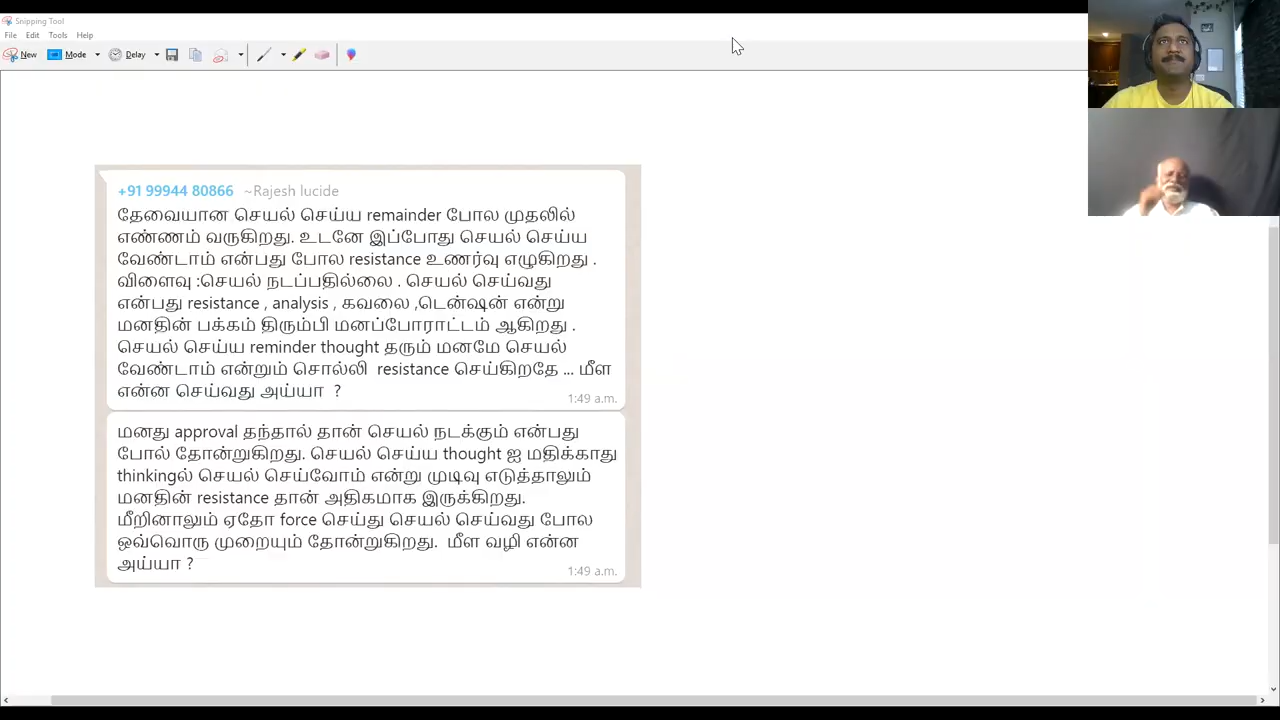 Snipping Tool
File Edit Tools Help
New Mode Delay
+91 99944 80866 ~Rajesh lucide
தேவையான செயல் செய்ய remainder போல முதலில்
எண்ணம் வருகிறது. உடனே இப்போது செயல் செய்ய
வேண்டாம் என்பது போல resistance உணர்வு எழுகிறது .
விளைவு :செயல் நடப்பதில்லை . செயல் செய்வது
என்பது resistance , analysis , கவலை ,டென்ஷன் என்று
மனதின் பக்கம் திரும்பி மனப்போராட்டம் ஆகிறது .
செயல் செய்ய reminder thought தரும் மனமே செயல்
வேண்டாம் என்றும் சொல்லி resistance செய்கிறதே ... மீள
என்ன செய்வது அய்யா ?
1:49 a.m.
மனது approval தந்தால் தான் செயல் நடக்கும் என்பது
போல் தோன்றுகிறது. செயல் செய்ய thought ஐ மதிக்காது
thinkingல் செயல் செய்வோம் என்று முடிவு எடுத்தாலும்
மனதின் resistance தான் அதிகமாக இருக்கிறது.
மீறினாலும் ஏதோ force செய்து செயல் செய்வது போல
ஒவ்வொரு முறையும் தோன்றுகிறது. மீள வழி என்ன
அய்யா ?
1:49 a.m.